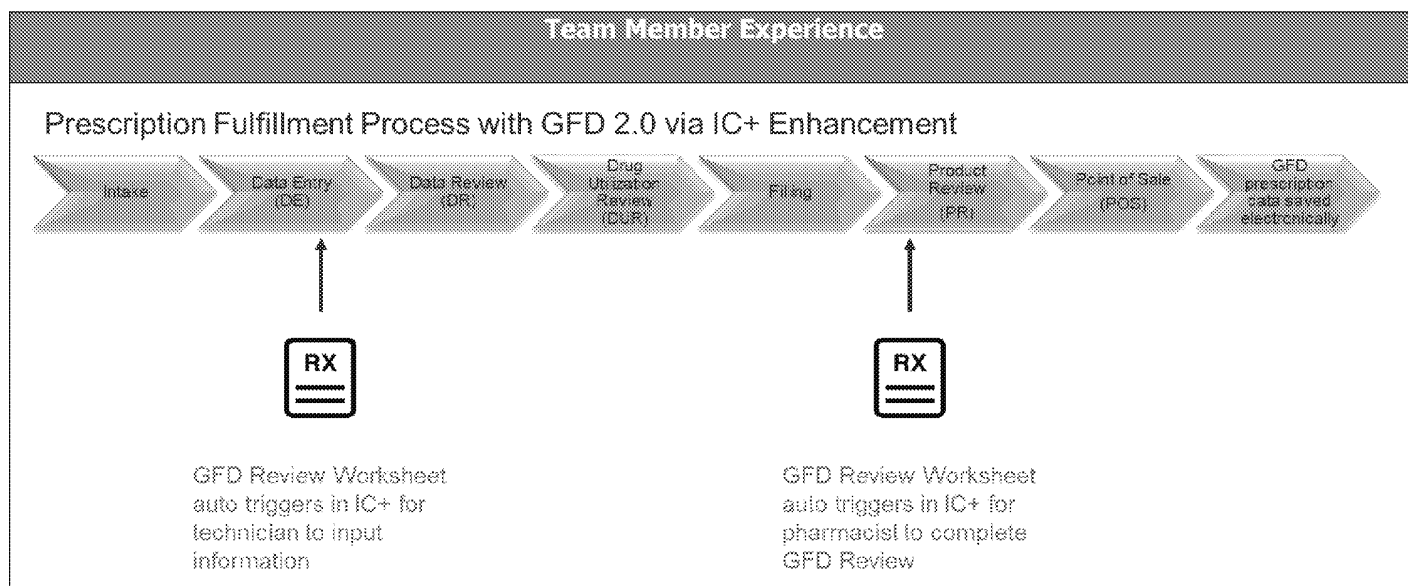 Team Member Experience
Prescription Fulfillment Process with GFD 2.0 via IC+ Enhancement
Intake
Data Entry
(DE)
Data Review
(DR)
Drug
Utilization
Review
(DUR)
Filling
Product
Review
(PR)
Point of Sale
(POS)
GFD
prescription
data saved
electronically
RX
RX
GFD Review Worksheet
auto triggers in IC+ for
technician to input
information
GFD Review Worksheet
auto triggers in IC+ for
pharmacist to complete
GFD Review